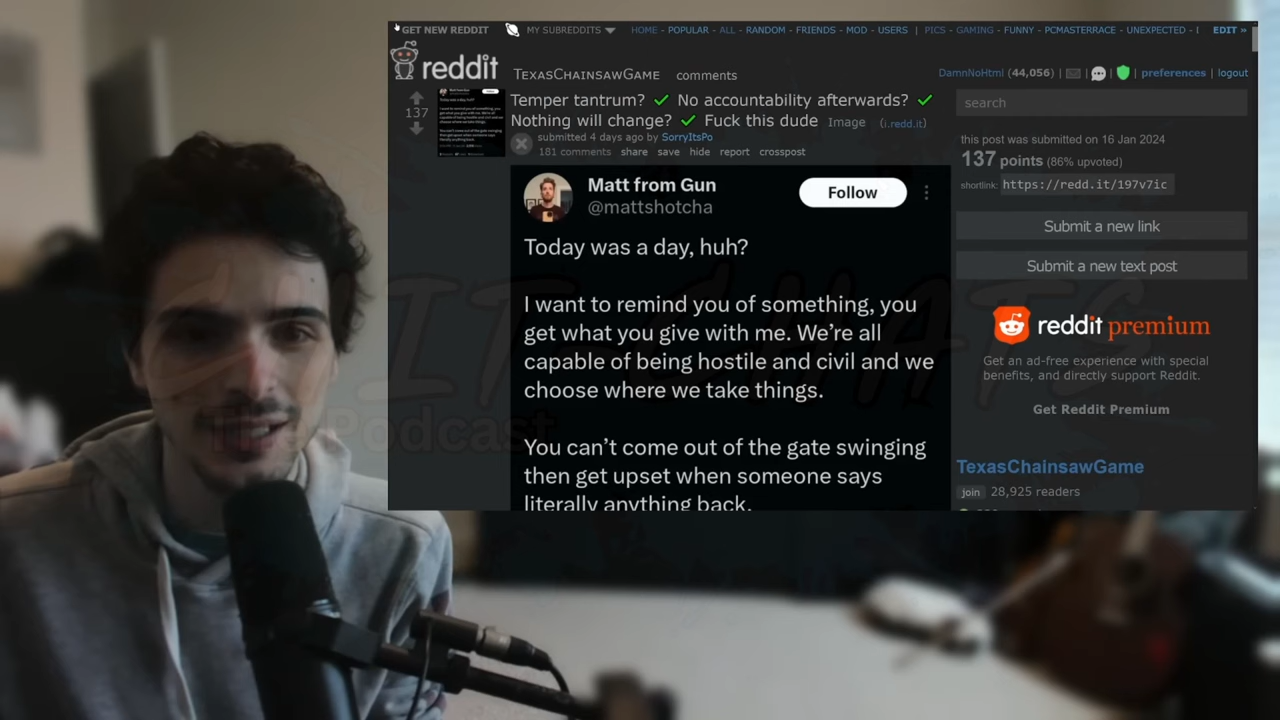 GET NEW REDDIT MY SUBREDDITS HOME - POPULAR - ALL - RANDOM - FRIENDS - MOD - USERS | PICS - GAMING - FUNNY - PCMASTERRACE - UNEXPECTED - EDIT »
reddit TEXASCHAINSAWGAME comments
DamnNoHtml (44,056) | | | | preferences | logout
137
Temper tantrum? ✓ No accountability afterwards? ✓
Nothing will change? ✓ Fuck this dude Image (i.redd.it)
submitted 4 days ago by SorryItsPo
181 comments share save hide report crosspost
Matt from Gun
@mattshotcha
Follow
Today was a day, huh?
I want to remind you of something, you
get what you give with me. We're all
capable of being hostile and civil and we
choose where we take things.
You can't come out of the gate swinging
then get upset when someone says
literally anything back.
search
this post was submitted on 16 Jan 2024
137 points (86% upvoted)
shortlink: https://redd.it/197v7ic
Submit a new link
Submit a new text post
reddit premium
Get an ad-free experience with special
benefits, and directly support Reddit.
Get Reddit Premium
TexasChainsawGame
join 28,925 readers
The Podcast